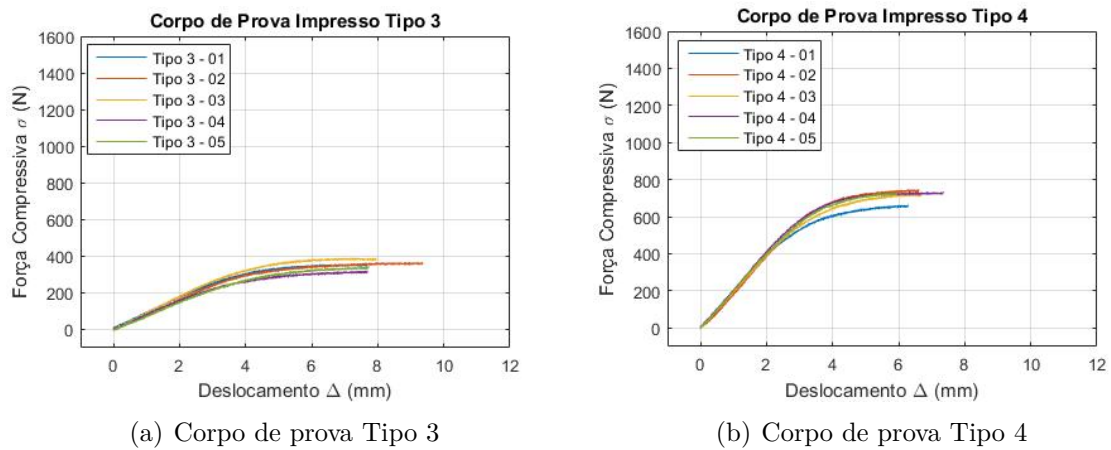 Corpo de Prova Impresso Tipo 3
1600
1400
1200
1000
800
600
400
200
0
Força Compressiva σ (N)
Tipo 3 - 01
Tipo 3 - 02
Tipo 3 - 03
Tipo 3 - 04
Tipo 3 - 05
0 2 4 6 8 10 12
Deslocamento Δ (mm)
(a) Corpo de prova Tipo 3
Corpo de Prova Impresso Tipo 4
1600
1400
1200
1000
800
600
400
200
0
Força Compressiva σ (N)
Tipo 4 - 01
Tipo 4 - 02
Tipo 4 - 03
Tipo 4 - 04
Tipo 4 - 05
0 2 4 6 8 10 12
Deslocamento Δ (mm)
(b) Corpo de prova Tipo 4